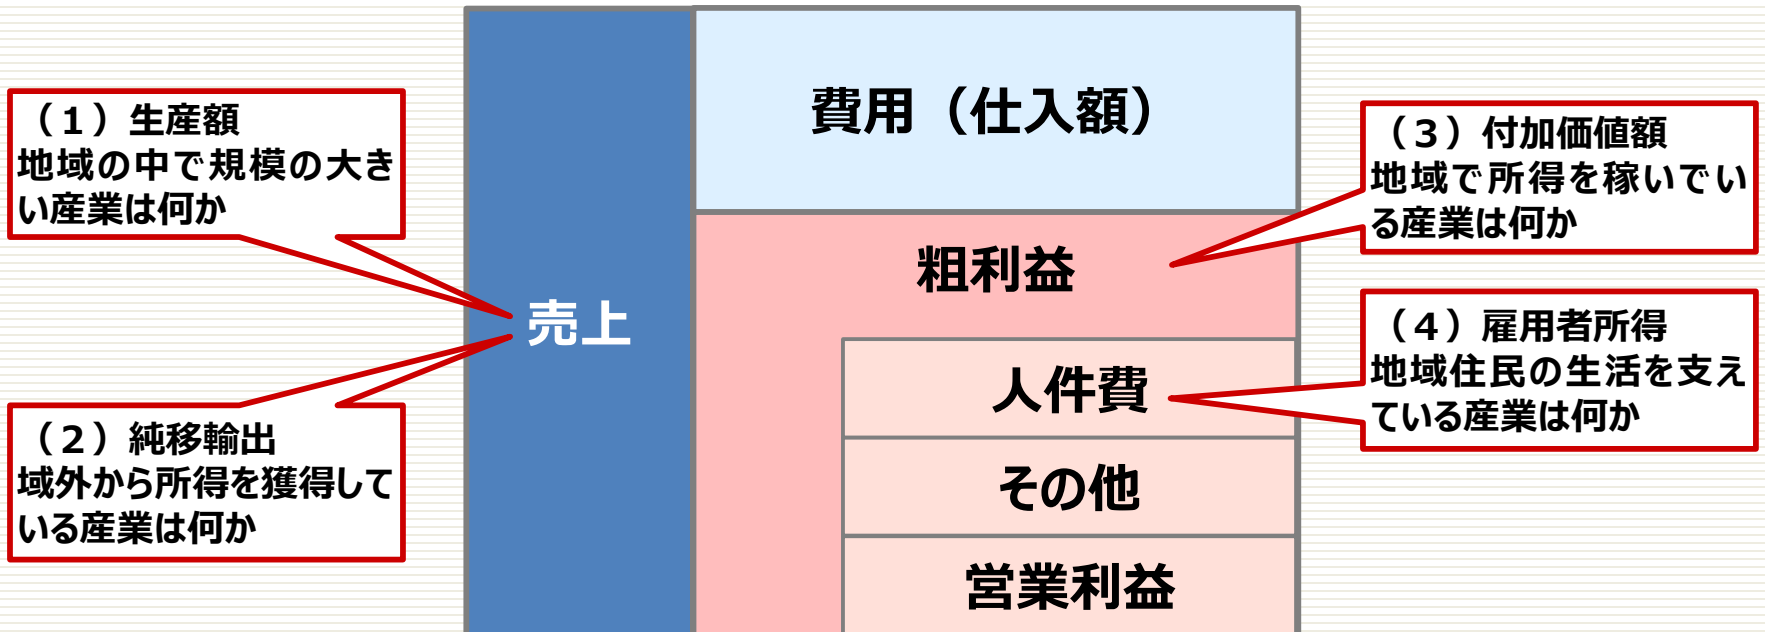 費用（仕入額）
（１）生産額
地域の中で規模の大き
い産業は何か
（３）付加価値額
地域で所得を稼いでい
る産業は何か
粗利益
売上
（４）雇用者所得
地域住民の生活を支え
ている産業は何か
人件費
（２）純移輸出
域外から所得を獲得して
いる産業は何か
その他
営業利益